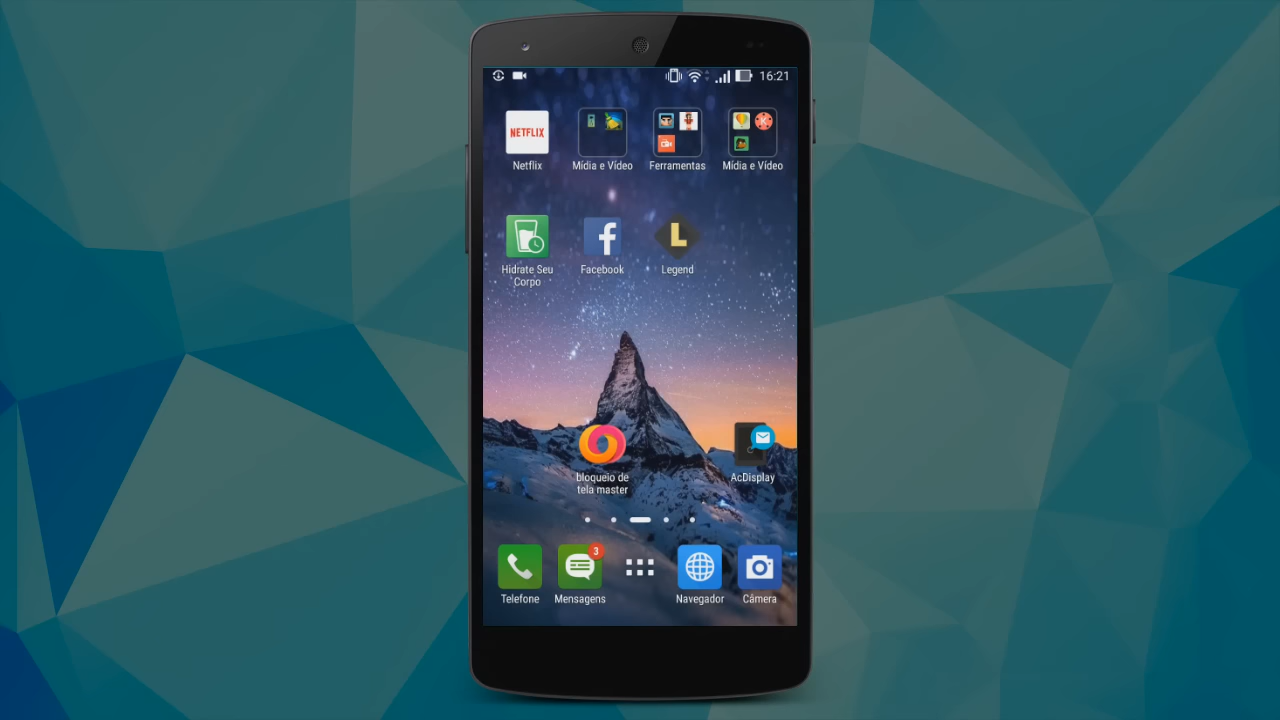 16:21
NETFLIX
Netflix
Mídia e Vídeo
Ferramentas
Mídia e Vídeo
Hidrate Seu
Corpo
f
Facebook
L
Legend
bloqueio de
tela master
AcDisplay
3
Telefone
Mensagens
Navegador
Câmera